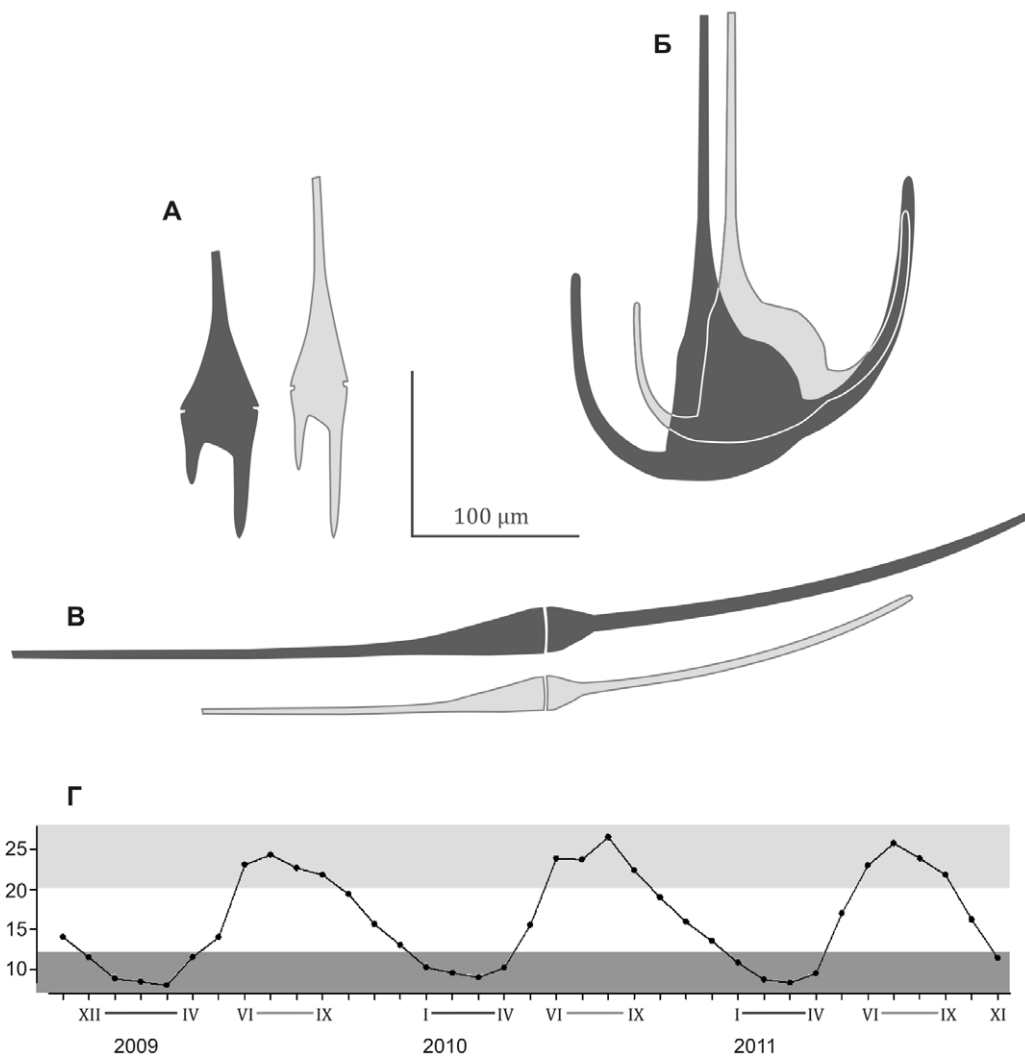 Б
А
100 μm
В
Г
25
20
15
10
XII IV VI IX I IV VI IX I IV VI IX XI
2009 2010 2011